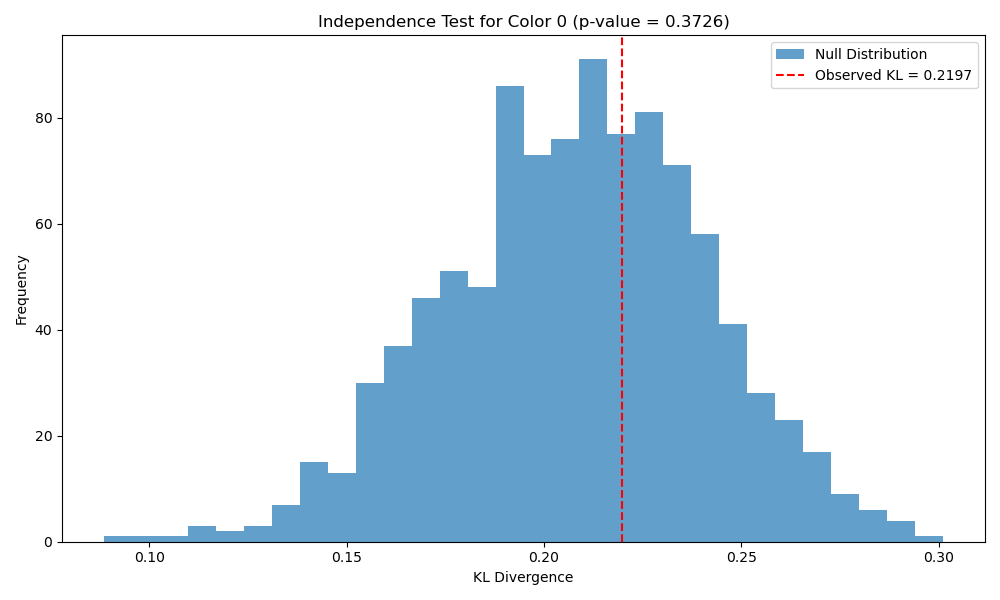 Independence Test for Color 0 (p-value = 0.3726)
Null Distribution
Observed KL = 0.2197
Frequency
80
60
40
20
0
0.10 0.15 0.20 0.25 0.30
KL Divergence